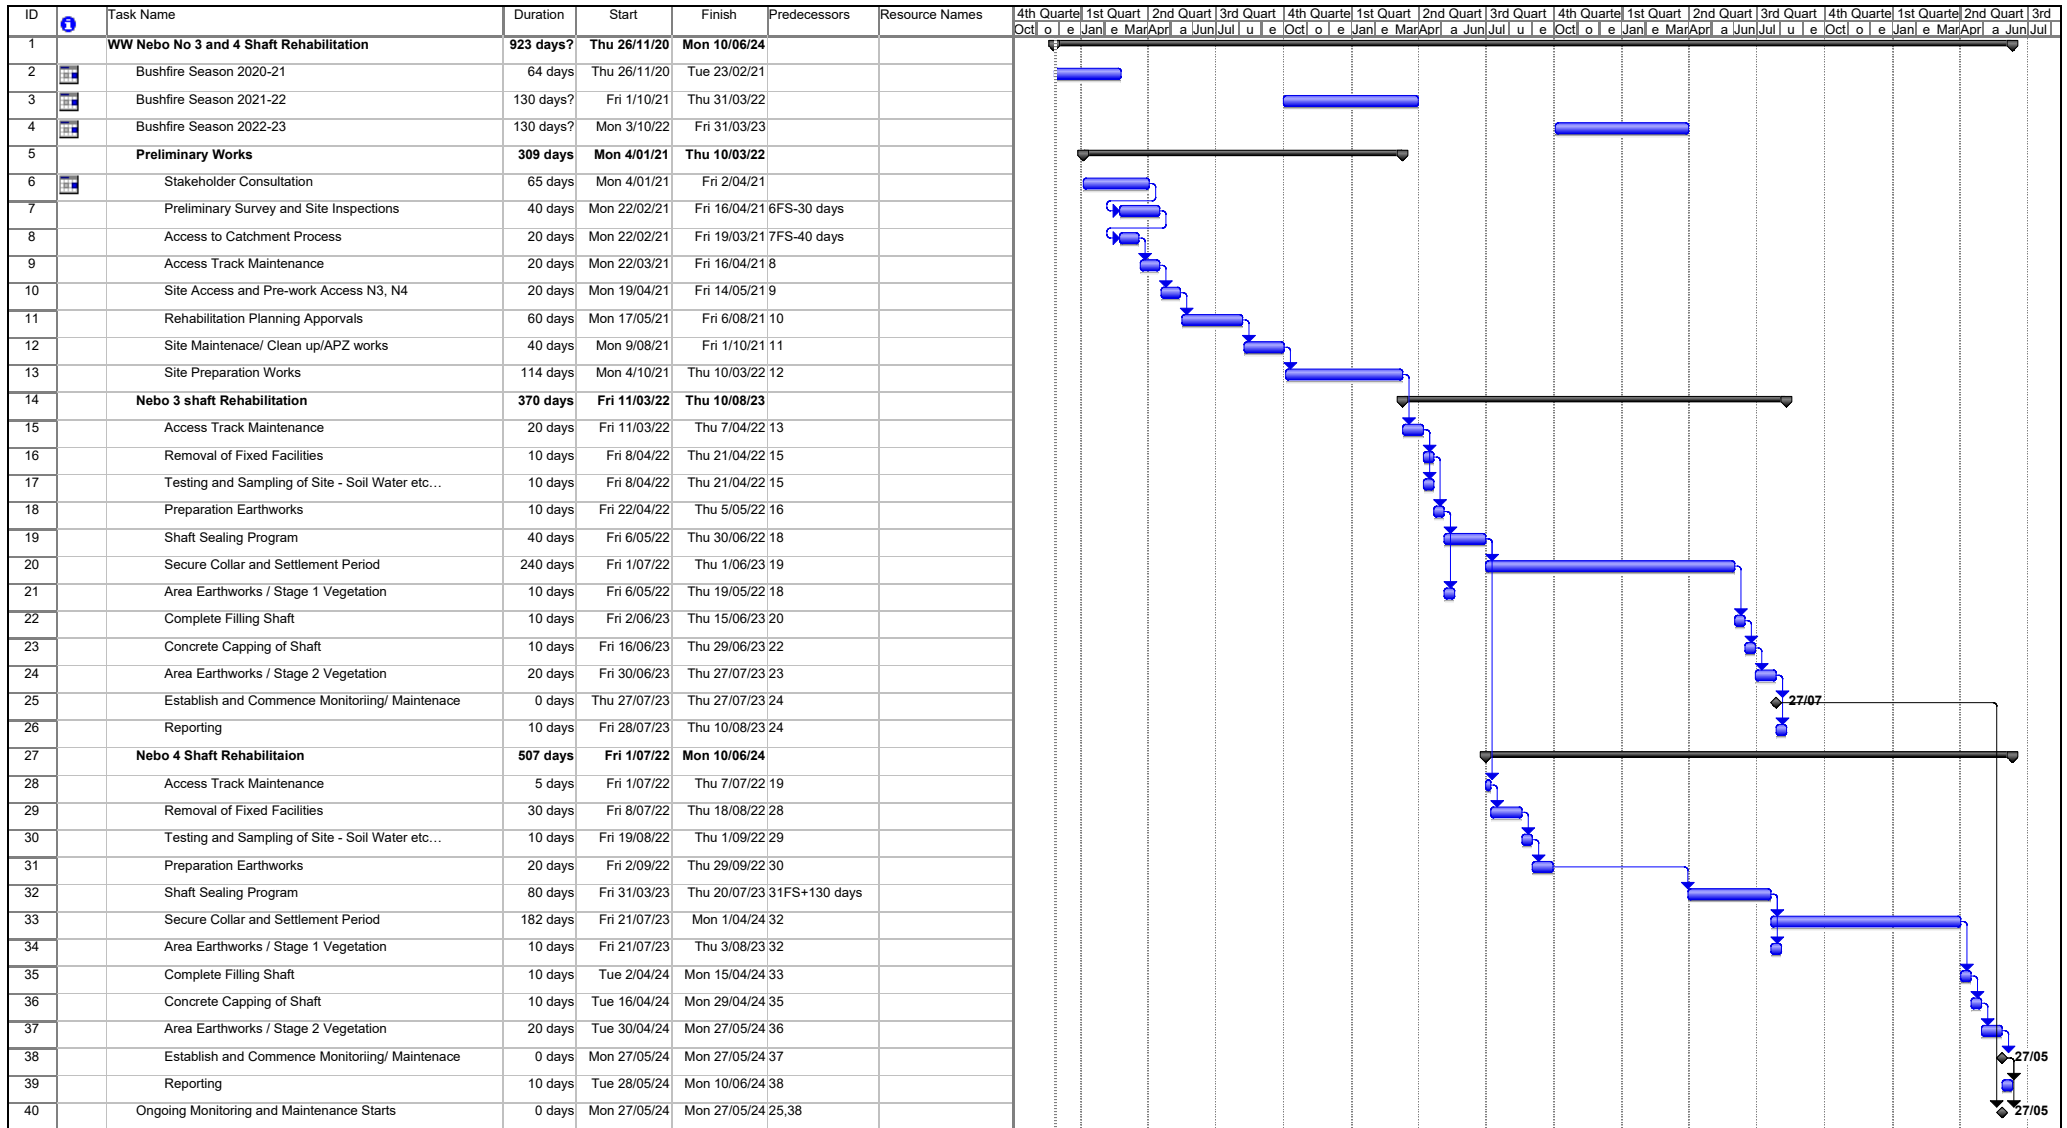 ID Task Name Duration Start Finish Predecessors Resource Names 4th Quarte 1st Quart 2nd Quart 3rd Quart 4th Quarte 1st Quart 2nd Quart 3rd Quart 4th Quarte 1st Quart 2nd Quart 3rd Quart 4th Quarte 1st Quart 2nd Quart 3rd
Oct o e Jan e Mar Apr a Jun Jul u e Oct o e Jan e Mar Apr a Jun Jul u e Oct o e Jan e Mar Apr a Jun Jul u e Oct o e Jan e Mar Apr a Jun Jul
1 WW Nebo No 3 and 4 Shaft Rehabilitation 923 days? Thu 26/11/20 Mon 10/06/24
2 Bushfire Season 2020-21 64 days Thu 26/11/20 Tue 23/02/21
3 Bushfire Season 2021-22 130 days? Fri 1/10/21 Thu 31/03/22
4 Bushfire Season 2022-23 130 days? Mon 3/10/22 Fri 31/03/23
5 Preliminary Works 309 days Mon 4/01/21 Thu 10/03/22
6 Stakeholder Consultation 65 days Mon 4/01/21 Fri 2/04/21
7 Preliminary Survey and Site Inspections 40 days Mon 22/02/21 Fri 16/04/21 6FS-30 days
8 Access to Catchment Process 20 days Mon 22/02/21 Fri 19/03/21 7FS-40 days
9 Access Track Maintenance 20 days Mon 22/03/21 Fri 16/04/21 8
10 Site Access and Pre-work Access N3, N4 20 days Mon 19/04/21 Fri 14/05/21 9
11 Rehabilitation Planning Apporvals 60 days Mon 17/05/21 Fri 6/08/21 10
12 Site Maintenace/ Clean up/APZ works 40 days Mon 9/08/21 Fri 1/10/21 11
13 Site Preparation Works 114 days Mon 4/10/21 Thu 10/03/22 12
14 Nebo 3 shaft Rehabilitation 370 days Fri 11/03/22 Thu 10/08/23
15 Access Track Maintenance 20 days Fri 11/03/22 Thu 7/04/22 13
16 Removal of Fixed Facilities 10 days Fri 8/04/22 Thu 21/04/22 15
17 Testing and Sampling of Site - Soil Water etc… 10 days Fri 8/04/22 Thu 21/04/22 15
18 Preparation Earthworks 10 days Fri 22/04/22 Thu 5/05/22 16
19 Shaft Sealing Program 40 days Fri 6/05/22 Thu 30/06/22 18
20 Secure Collar and Settlement Period 240 days Fri 1/07/22 Thu 1/06/23 19
21 Area Earthworks / Stage 1 Vegetation 10 days Fri 6/05/22 Thu 19/05/22 18
22 Complete Filling Shaft 10 days Fri 2/06/23 Thu 15/06/23 20
23 Concrete Capping of Shaft 10 days Fri 16/06/23 Thu 29/06/23 22
24 Area Earthworks / Stage 2 Vegetation 20 days Fri 30/06/23 Thu 27/07/23 23
25 Establish and Commence Monitoriing/ Maintenace 0 days Thu 27/07/23 Thu 27/07/23 24 27/07
26 Reporting 10 days Fri 28/07/23 Thu 10/08/23 24
27 Nebo 4 Shaft Rehabilitaion 507 days Fri 1/07/22 Mon 10/06/24
28 Access Track Maintenance 5 days Fri 1/07/22 Thu 7/07/22 19
29 Removal of Fixed Facilities 30 days Fri 8/07/22 Thu 18/08/22 28
30 Testing and Sampling of Site - Soil Water etc… 10 days Fri 19/08/22 Thu 1/09/22 29
31 Preparation Earthworks 20 days Fri 2/09/22 Thu 29/09/22 30
32 Shaft Sealing Program 80 days Fri 31/03/23 Thu 20/07/23 31FS+130 days
33 Secure Collar and Settlement Period 182 days Fri 21/07/23 Mon 1/04/24 32
34 Area Earthworks / Stage 1 Vegetation 10 days Fri 21/07/23 Thu 3/08/23 32
35 Complete Filling Shaft 10 days Tue 2/04/24 Mon 15/04/24 33
36 Concrete Capping of Shaft 10 days Tue 16/04/24 Mon 29/04/24 35
37 Area Earthworks / Stage 2 Vegetation 20 days Tue 30/04/24 Mon 27/05/24 36
38 Establish and Commence Monitoriing/ Maintenace 0 days Mon 27/05/24 Mon 27/05/24 37 27/05
39 Reporting 10 days Tue 28/05/24 Mon 10/06/24 38
40 Ongoing Monitoring and Maintenance Starts 0 days Mon 27/05/24 Mon 27/05/24 25,38 27/05